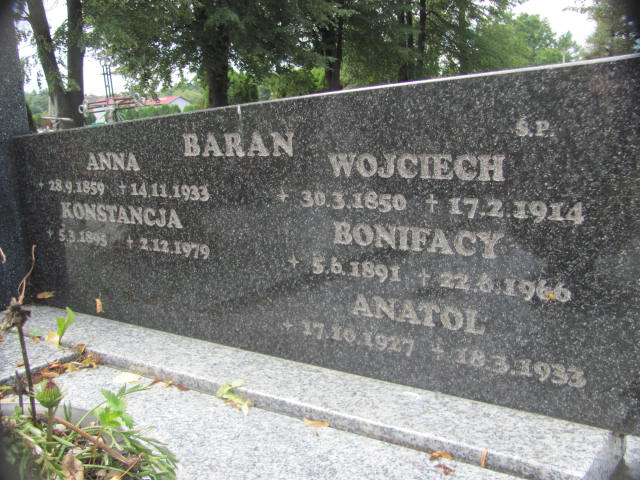 Ś.P.
BARAN
ANNA
+ 28.9.1859 † 14.11.1933
KONSTANCJA
+ 5.3.1895 † 2.12.1979
WOJCIECH
+ 30.3.1850 † 17.2.1914
BONIFACY
+ 5.6.1891 † 22.6.1966
ANATOL
+ 17.10.1927 † 18.3.1933